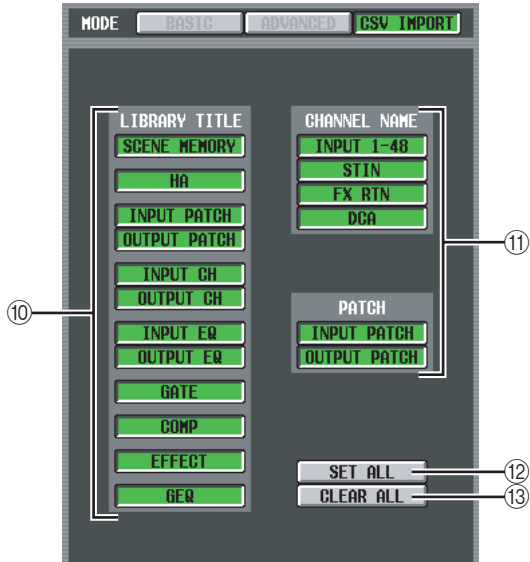 MODE BASIC ADVANCED CSV IMPORT
LIBRARY TITLE
SCENE MEMORY
HA
INPUT PATCH
OUTPUT PATCH
INPUT CH
OUTPUT CH
INPUT EQ
OUTPUT EQ
GATE
COMP
EFFECT
GEQ
⑩
CHANNEL NAME
INPUT 1-48
STIN
FX RTN
DCA
PATCH
INPUT PATCH
OUTPUT PATCH
⑪
SET ALL ⑫
CLEAR ALL ⑬